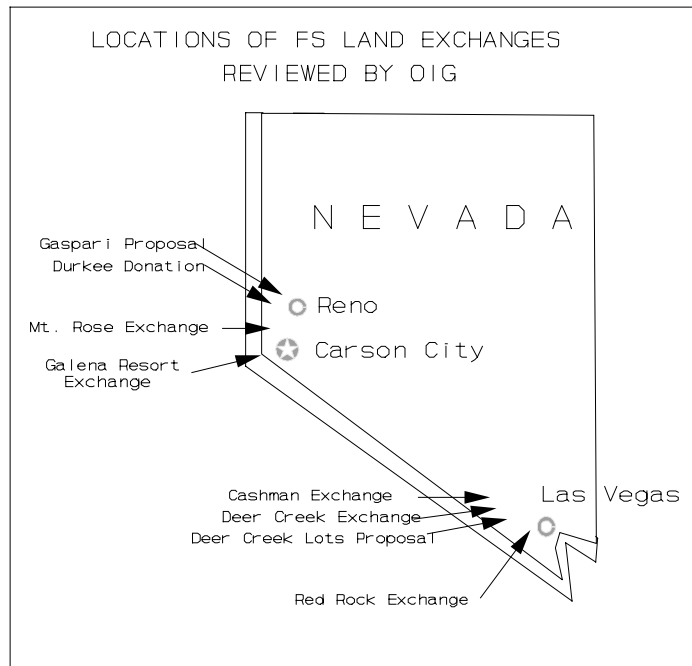 LOCATIONS OF FS LAND EXCHANGES
REVIEWED BY OIG
NEVADA
Gaspari Proposal
Durkee Donation
Reno
Mt. Rose Exchange
Carson City
Galena Resort
Exchange
Cashman Exchange
Las Vegas
Deer Creek Exchange
Deer Creek Lots Proposal
Red Rock Exchange